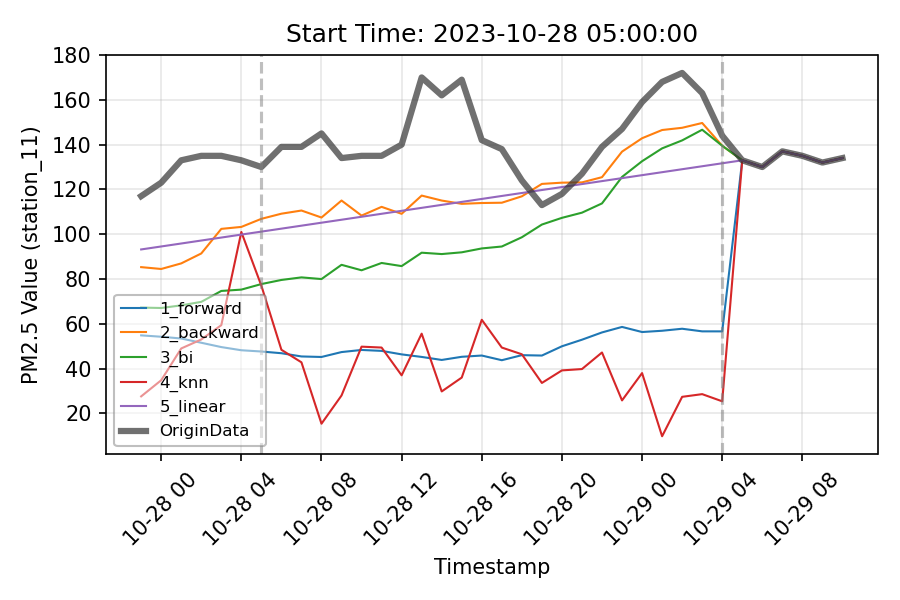 Start Time: 2023-10-28 05:00:00
PM2.5 Value (station_11)
180
160
140
120
100
80
60
40
20
1_forward
2_backward
3_bi
4_knn
5_linear
OriginData
10-28 00
10-28 04
10-28 08
10-28 12
10-28 16
10-28 20
10-29 00
10-29 04
10-29 08
Timestamp